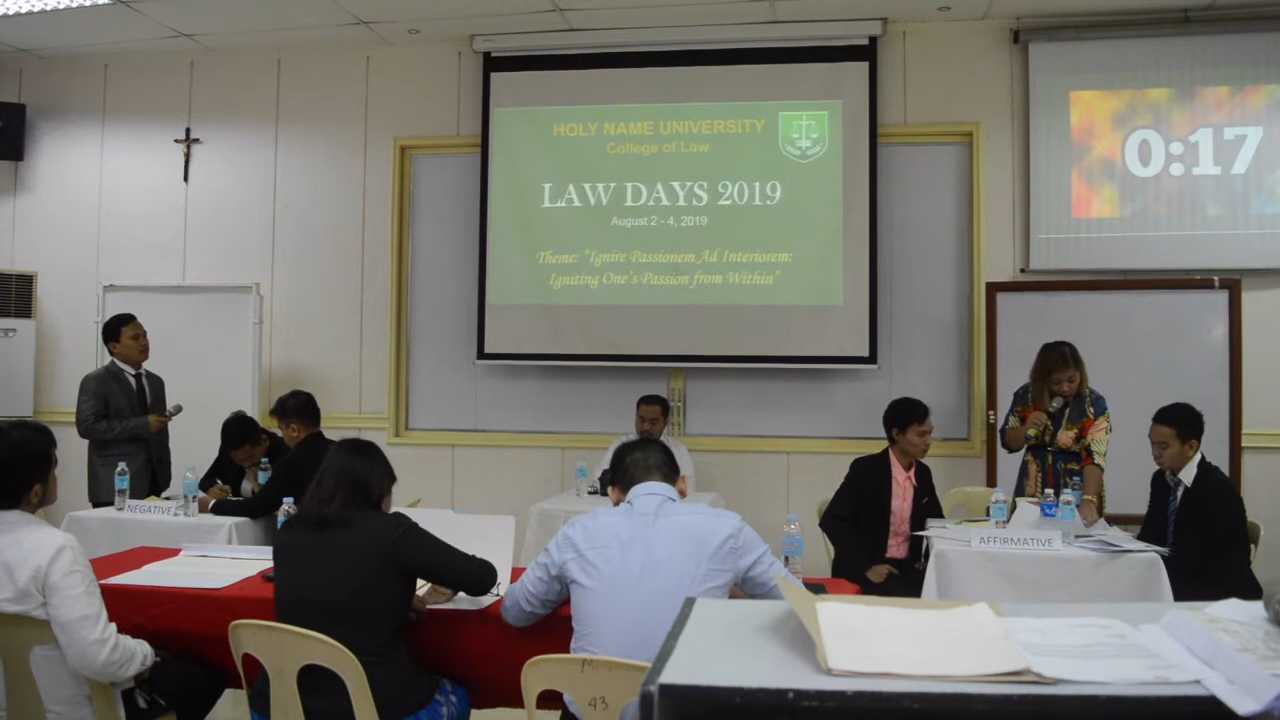 HOLY NAME UNIVERSITY
College of Law
LAW DAYS 2019
August 2 - 4, 2019
Theme: "Ignire Passionem Ad Interiorem:
Igniting One's Passion from Within"
0:17
NEGATIVE
AFFIRMATIVE
43